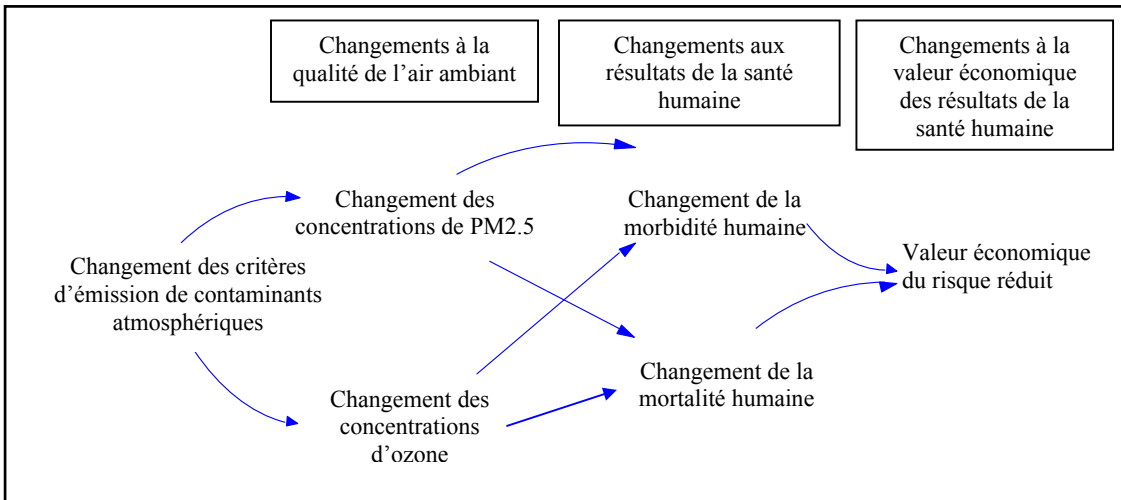 Changements à la
qualité de l’air ambiant
Changements aux
résultats de la santé
humaine
Changements à la
valeur économique
des résultats de la
santé humaine
Changement des
concentrations de PM2.5
Changement de la
morbidité humaine
Changement des critères
d’émission de contaminants
atmosphériques
Valeur économique
du risque réduit
Changement des
concentrations
d’ozone
Changement de la
mortalité humaine